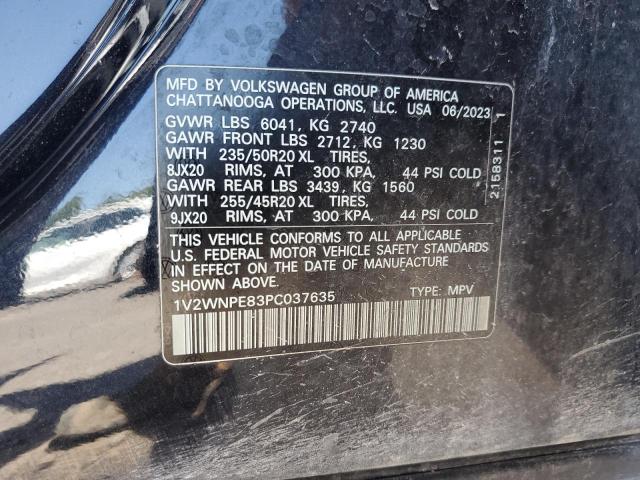 MFD BY VOLKSWAGEN GROUP OF AMERICA
CHATTANOOGA OPERATIONS, LLC. USA 06/2023
GVWR LBS 6041, KG 2740
GAWR FRONT LBS 2712, KG 1230
WITH 235/50R20 XL TIRES,
8JX20 RIMS, AT 300 KPA, 44 PSI COLD
GAWR REAR LBS 3439, KG 1560
WITH 255/45R20 XL TIRES,
9JX20 RIMS, AT 300 KPA, 44 PSI COLD
THIS VEHICLE CONFORMS TO ALL APPLICABLE
U.S. FEDERAL MOTOR VEHICLE SAFETY STANDARDS
IN EFFECT ON THE DATE OF MANUFACTURE
SHOWN ABOVE.
1V2WNPE83PC037635 TYPE: MPV
2158311 1